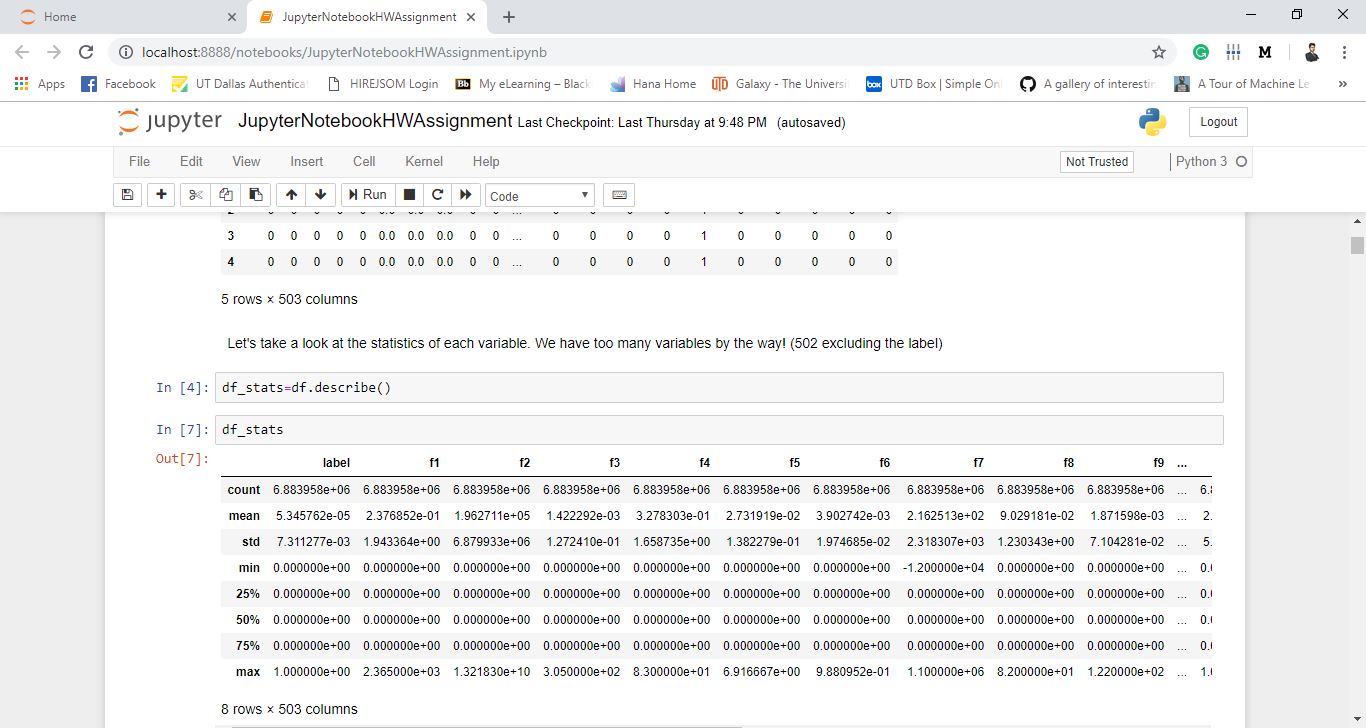 Home
JupyterNotebookHWAssignment
localhost:8888/notebooks/JupyterNotebookHWAssignment.ipynb
M
Apps Facebook UT Dallas Authentica HIREJSOM Login Bb My eLearning – Black Hana Home UTD Galaxy - The Universi box UTD Box | Simple On A gallery of interestin A Tour of Machine Le »
jupyter JupyterNotebookHWAssignment Last Checkpoint: Last Thursday at 9:48 PM (autosaved) Logout
File Edit View Insert Cell Kernel Help Not Trusted Python 3
Run Code
3 0 0 0 0 0 0.0 0.0 0.0 0 0 ... 0 0 0 0 1 0 0 0 0 0
4 0 0 0 0 0 0.0 0.0 0.0 0 0 ... 0 0 0 0 1 0 0 0 0 0
5 rows × 503 columns
Let's take a look at the statistics of each variable. We have too many variables by the way! (502 excluding the label)
In [4]: df_stats=df.describe()
In [7]: df_stats
Out[7]:
label f1 f2 f3 f4 f5 f6 f7 f8 f9 ...
count 6.883958e+06 6.883958e+06 6.883958e+06 6.883958e+06 6.883958e+06 6.883958e+06 6.883958e+06 6.883958e+06 6.883958e+06 6.883958e+06 ... 6.8
mean 5.345762e-05 2.376852e-01 1.962711e+05 1.422292e-03 3.278303e-01 2.731919e-02 3.902742e-03 2.162513e+02 9.029181e-02 1.871598e-03 ... 2.
std 7.311277e-03 1.943364e+00 6.879933e+06 1.272410e-01 1.658735e+00 1.382279e-01 1.974685e-02 2.318307e+03 1.230343e+00 7.104281e-02 ... 5.
min 0.000000e+00 0.000000e+00 0.000000e+00 0.000000e+00 0.000000e+00 0.000000e+00 0.000000e+00 -1.200000e+04 0.000000e+00 0.000000e+00 ... 0.0
25% 0.000000e+00 0.000000e+00 0.000000e+00 0.000000e+00 0.000000e+00 0.000000e+00 0.000000e+00 0.000000e+00 0.000000e+00 0.000000e+00 ... 0.0
50% 0.000000e+00 0.000000e+00 0.000000e+00 0.000000e+00 0.000000e+00 0.000000e+00 0.000000e+00 0.000000e+00 0.000000e+00 0.000000e+00 ... 0.0
75% 0.000000e+00 0.000000e+00 0.000000e+00 0.000000e+00 0.000000e+00 0.000000e+00 0.000000e+00 0.000000e+00 0.000000e+00 0.000000e+00 ... 0.0
max 1.000000e+00 2.365000e+03 1.321830e+10 3.050000e+02 8.300000e+01 6.916667e+00 9.880952e-01 1.100000e+06 8.200000e+01 1.220000e+02 ... 1.0
8 rows × 503 columns